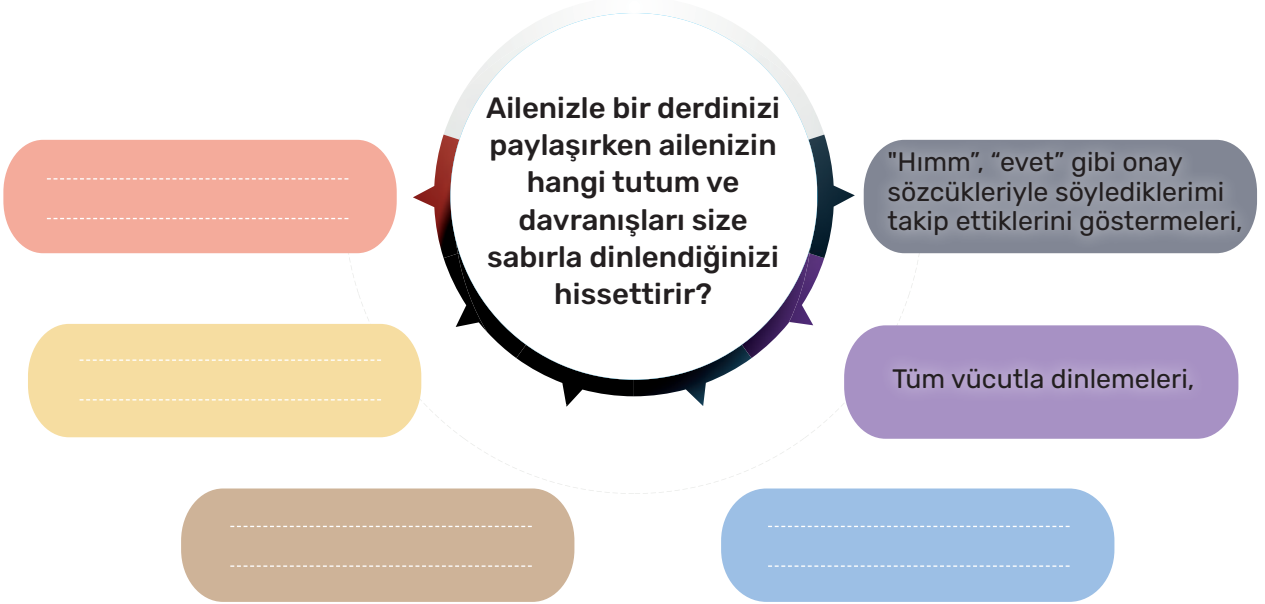 Ailenizle bir derdinizi
paylaşırken ailenizin
hangi tutum ve
davranışları size
sabırla dinlendiğinizi
hissettirir?
"Hımm”, “evet” gibi onay
sözcükleriyle söylediklerimi
takip ettiklerini göstermeleri,
Tüm vücutla dinlemeleri,